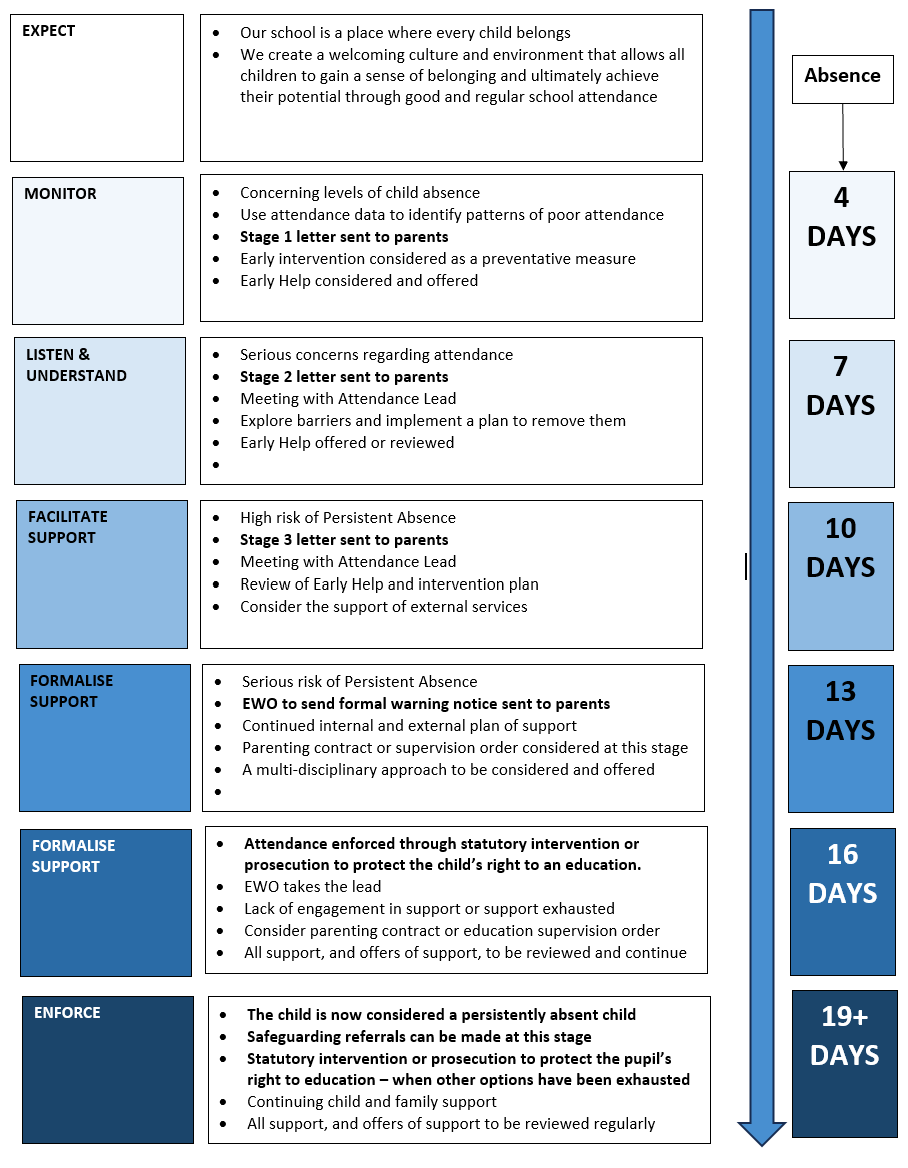 EXPECT
• Our school is a place where every child belongs
• We create a welcoming culture and environment that allows all
children to gain a sense of belonging and ultimately achieve
their potential through good and regular school attendance
Absence
MONITOR
• Concerning levels of child absence
• Use attendance data to identify patterns of poor attendance
• Stage 1 letter sent to parents
• Early intervention considered as a preventative measure
• Early Help considered and offered
4
DAYS
LISTEN &
UNDERSTAND
• Serious concerns regarding attendance
• Stage 2 letter sent to parents
• Meeting with Attendance Lead
• Explore barriers and implement a plan to remove them
• Early Help offered or reviewed
•
7
DAYS
FACILITATE
SUPPORT
• High risk of Persistent Absence
• Stage 3 letter sent to parents
• Meeting with Attendance Lead
• Review of Early Help and intervention plan
• Consider the support of external services
10
DAYS
FORMALISE
SUPPORT
• Serious risk of Persistent Absence
• EWO to send formal warning notice sent to parents
• Continued internal and external plan of support
• Parenting contract or supervision order considered at this stage
• A multi-disciplinary approach to be considered and offered
•
13
DAYS
FORMALISE
SUPPORT
• Attendance enforced through statutory intervention or
prosecution to protect the child's right to an education.
• EWO takes the lead
• Lack of engagement in support or support exhausted
• Consider parenting contract or education supervision order
• All support, and offers of support, to be reviewed and continue
16
DAYS
ENFORCE
• The child is now considered a persistently absent child
• Safeguarding referrals can be made at this stage
• Statutory intervention or prosecution to protect the pupil's
right to education – when other options have been exhausted
• Continuing child and family support
• All support, and offers of support to be reviewed regularly
19+
DAYS